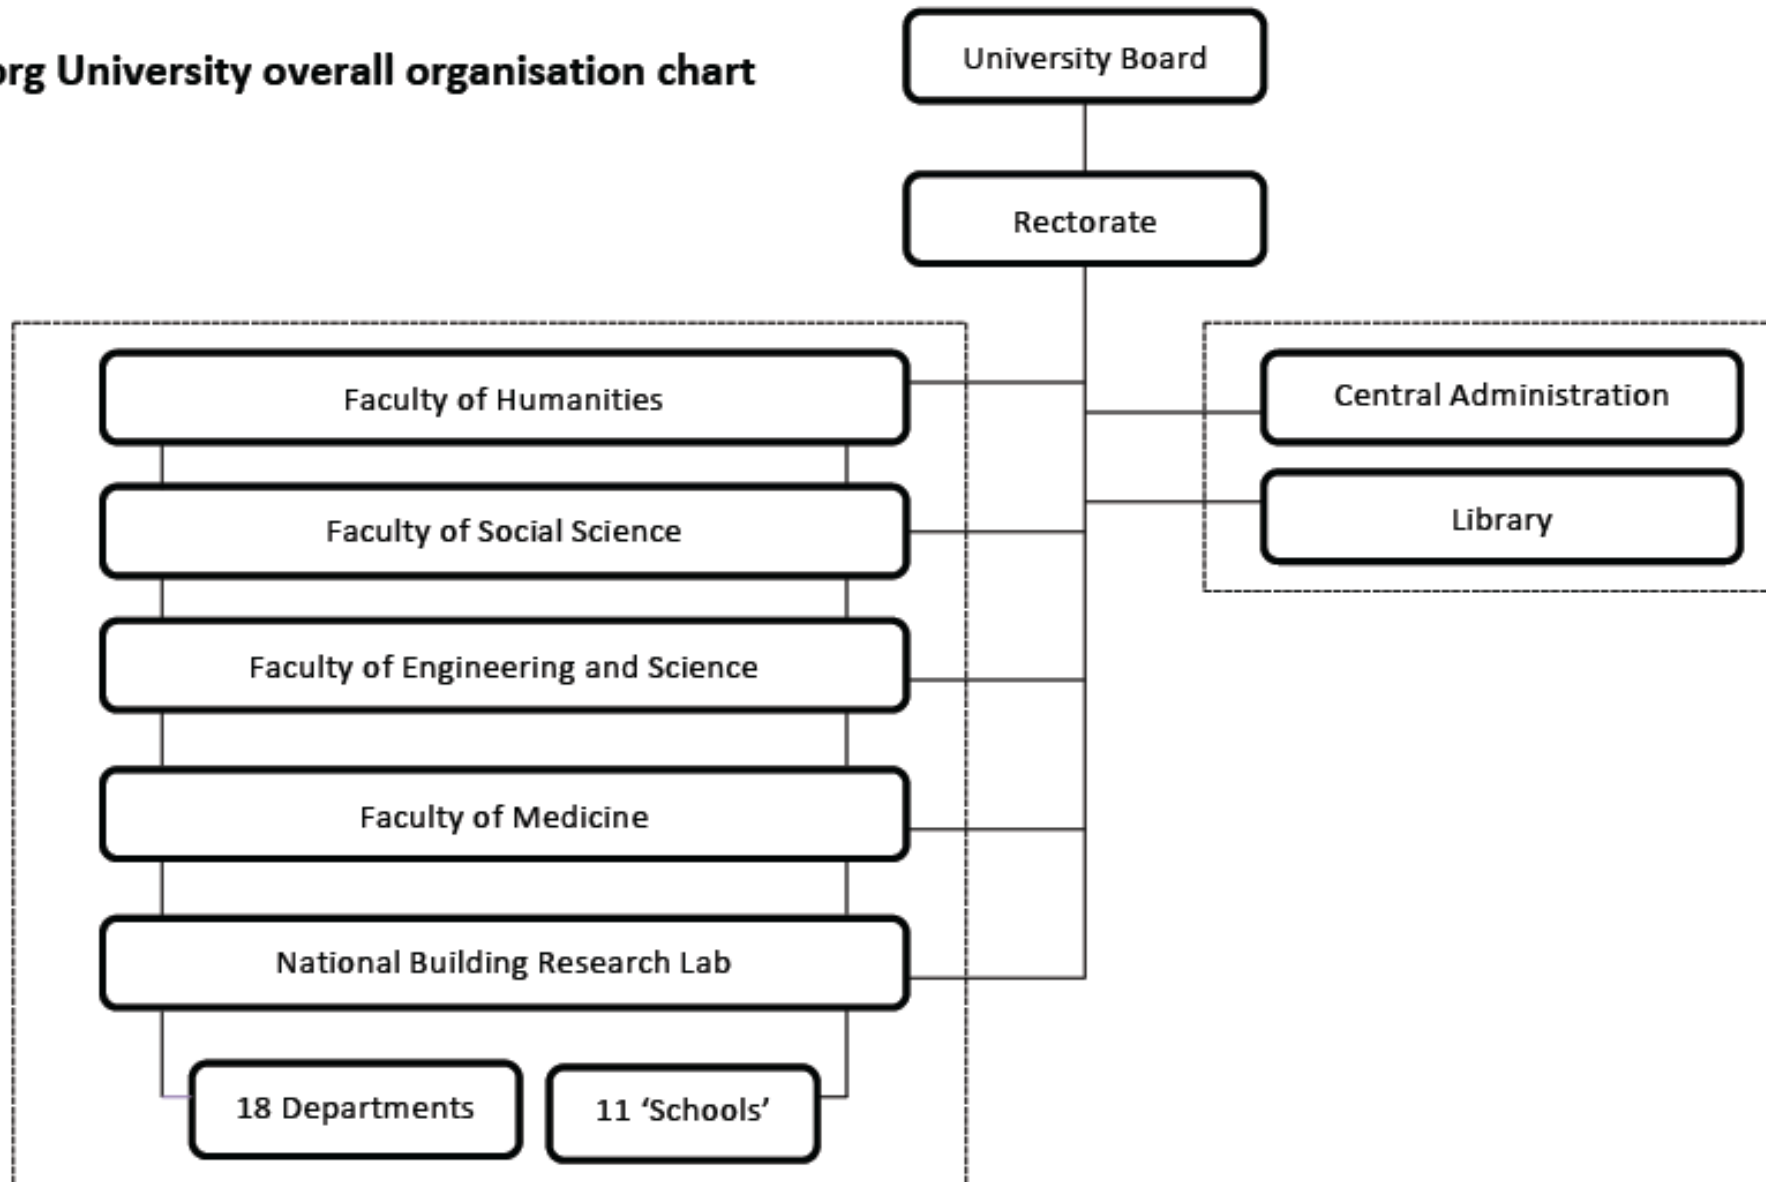 org University overall organisation chart
University Board
Rectorate
Faculty of Humanities
Central Administration
Faculty of Social Science
Library
Faculty of Engineering and Science
Faculty of Medicine
National Building Research Lab
18 Departments
11 ‘Schools’